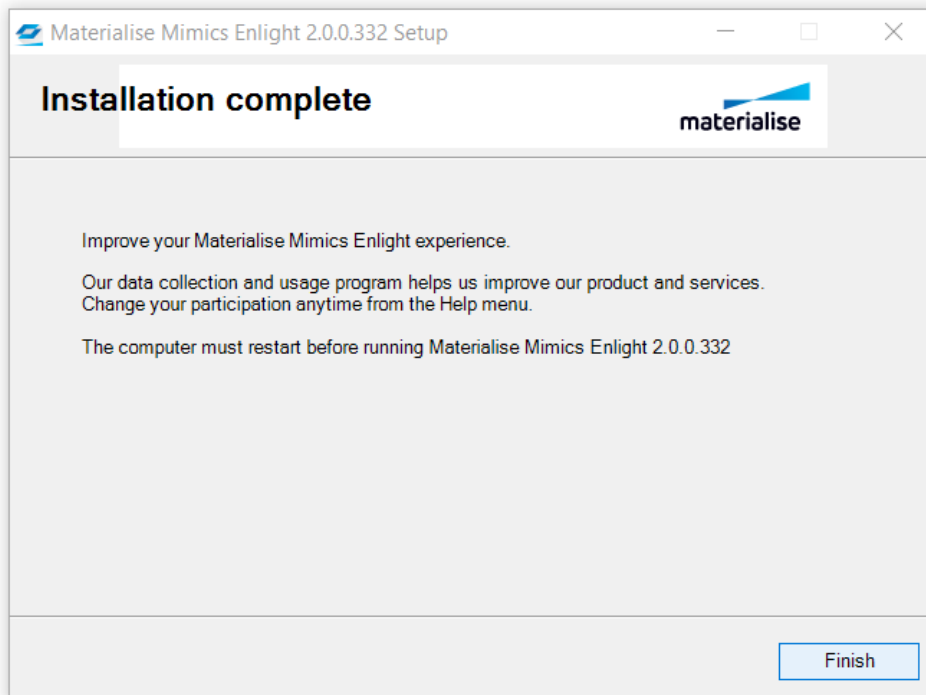 Materialise Mimics Enlight 2.0.0.332 Setup
Installation complete
materialise
Improve your Materialise Mimics Enlight experience.
Our data collection and usage program helps us improve our product and services.
Change your participation anytime from the Help menu.
The computer must restart before running Materialise Mimics Enlight 2.0.0.332
Finish